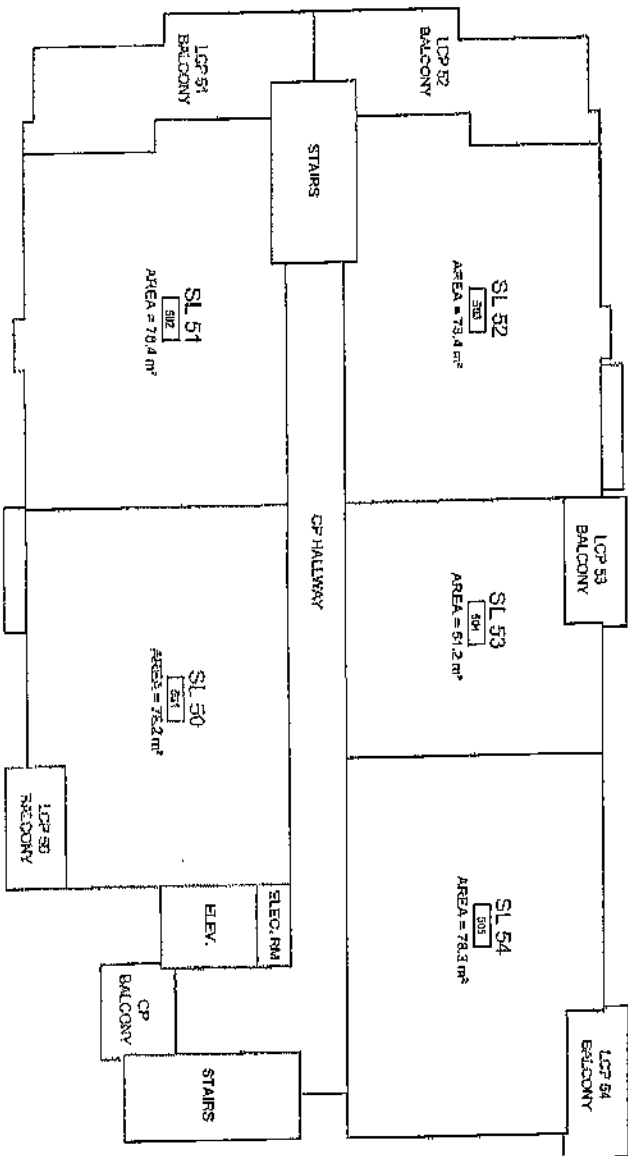 LCP 51
BALCONY
LCP 52
BALCONY
STAIRS
SL 51
502
AREA = 78.4 m²
SL 52
503
AREA = 73.4 m²
CP HALLWAY
LCP 53
BALCONY
SL 53
504
AREA = 51.2 m²
SL 50
501
AREA = 78.2 m²
LCP 50
BALCONY
ELEV.
ELEC. RM
SL 54
505
AREA = 78.3 m²
CP
BALCONY
STAIRS
LCP 54
BALCONY